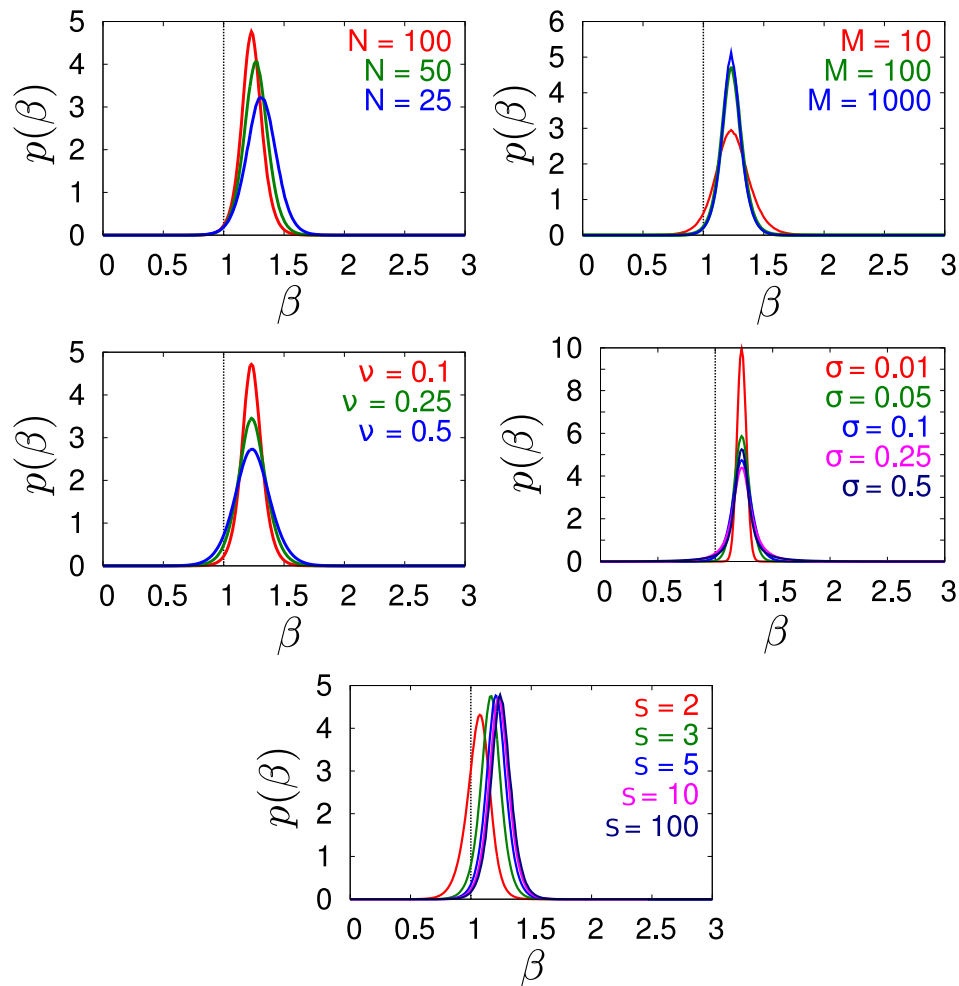 5
4
3
2
1
0
p(β)
N = 100
N = 50
N = 25
0 0.5 1 1.5 2 2.5 3
β
6
5
4
3
2
1
0
p(β)
M = 10
M = 100
M = 1000
0 0.5 1 1.5 2 2.5 3
β
5
4
3
2
1
0
p(β)
ν = 0.1
ν = 0.25
ν = 0.5
0 0.5 1 1.5 2 2.5 3
β
10
8
6
4
2
0
p(β)
σ = 0.01
σ = 0.05
σ = 0.1
σ = 0.25
σ = 0.5
0 0.5 1 1.5 2 2.5 3
β
5
4
3
2
1
0
p(β)
S = 2
S = 3
S = 5
S = 10
S = 100
0 0.5 1 1.5 2 2.5 3
β